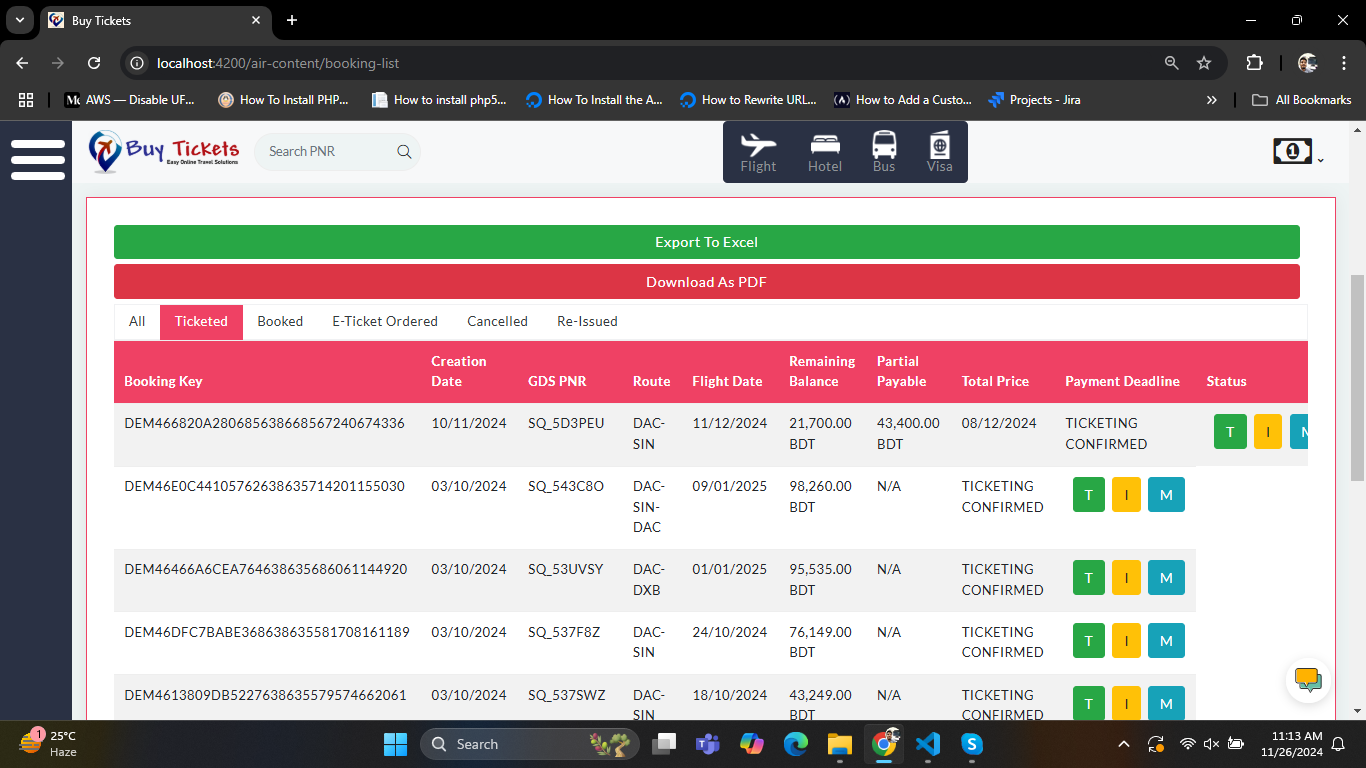 Buy Tickets
localhost:4200/air-content/booking-list
AWS — Disable UF...
How To Install PHP...
How to install php5...
How To Install the A...
How to Rewrite URL...
How to Add a Custo...
Projects - Jira
All Bookmarks
Buy Tickets
Easy Online Travel Solutions
Search PNR
Flight
Hotel
Bus
Visa
1
Export To Excel
Download As PDF
All Ticketed Booked E-Ticket Ordered Cancelled Re-Issued
Booking Key
Creation
Date
GDS PNR
Route
Flight Date
Remaining
Balance
Partial
Payable
Total Price
Payment Deadline
Status
DEM466820A280685638668567240674336
10/11/2024
SQ_5D3PEU
DAC-
SIN
11/12/2024
21,700.00
BDT
43,400.00
BDT
08/12/2024
TICKETING
CONFIRMED
T
I
M
DEM46E0C44105762638635714201155030
03/10/2024
SQ_543C8O
DAC-
SIN-
DAC
09/01/2025
98,260.00
BDT
N/A
TICKETING
CONFIRMED
T
I
M
DEM46466A6CEA764638635686061144920
03/10/2024
SQ_53UVSY
DAC-
DXB
01/01/2025
95,535.00
BDT
N/A
TICKETING
CONFIRMED
T
I
M
DEM46DFC7BABE368638635581708161189
03/10/2024
SQ_537F8Z
DAC-
SIN
24/10/2024
76,149.00
BDT
N/A
TICKETING
CONFIRMED
T
I
M
DEM4613809DB5227638635579574662061
03/10/2024
SQ_537SWZ
DAC-
SIN
18/10/2024
43,249.00
BDT
N/A
TICKETING
CONFIRMED
T
I
M
1
25°C
Haze
Search
11:13 AM
11/26/2024